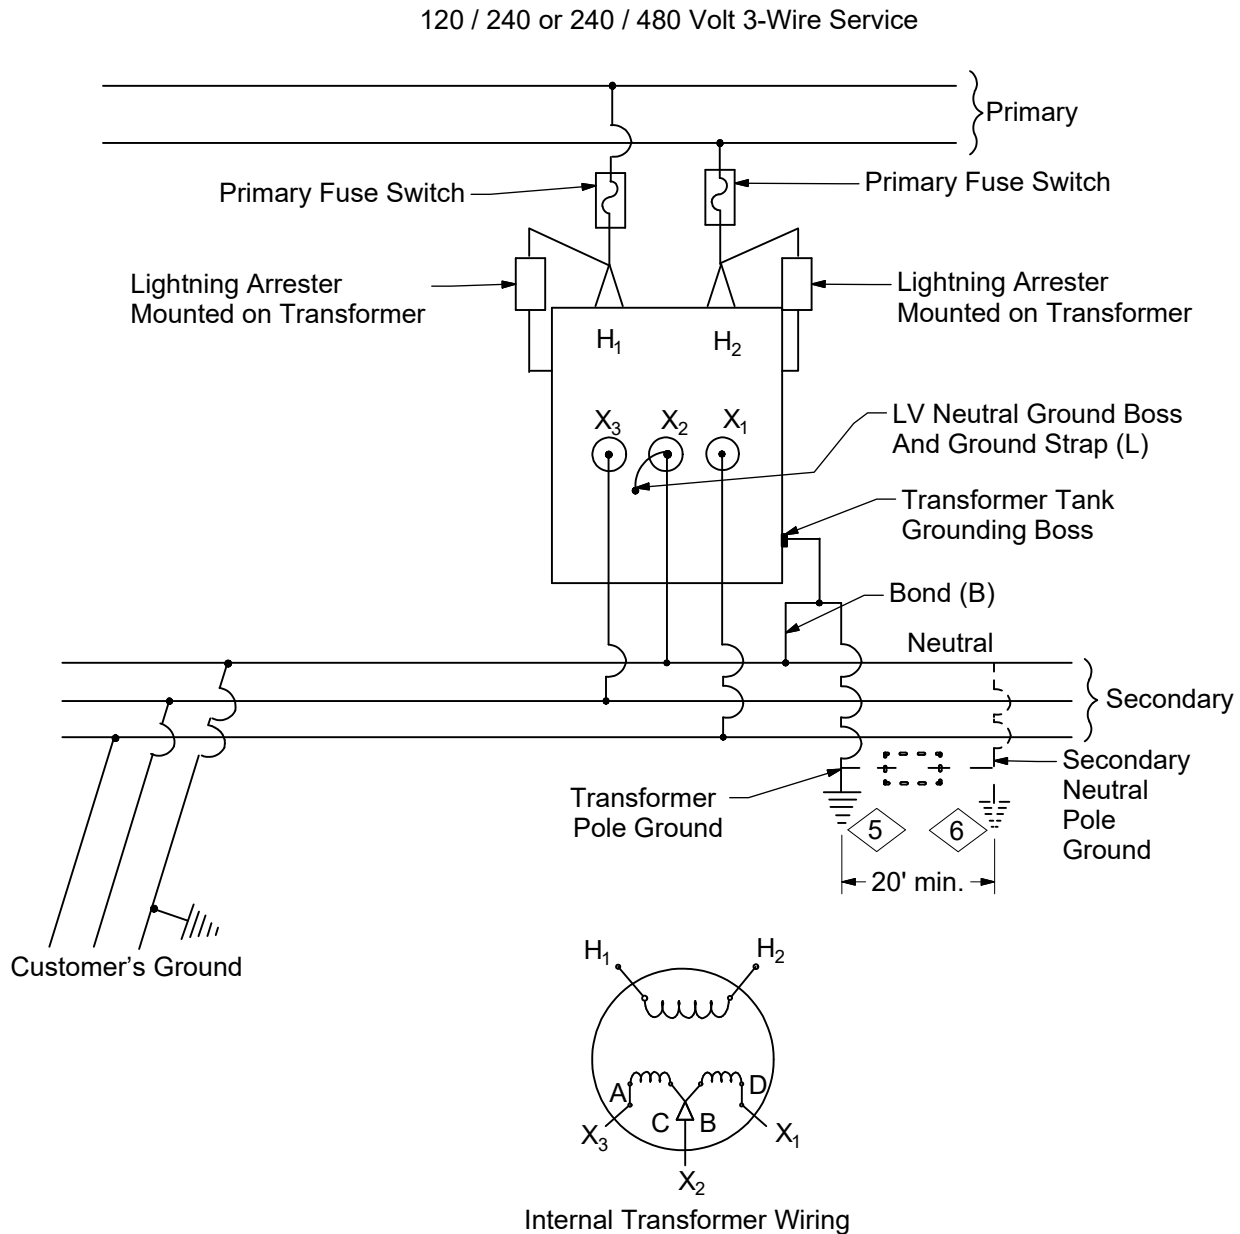 120 / 240 or 240 / 480 Volt 3-Wire Service
Primary
Primary Fuse Switch
Primary Fuse Switch
Lightning Arrester
Mounted on Transformer
Lightning Arrester
Mounted on Transformer
H₁
H₂
X₃
X₂
X₁
LV Neutral Ground Boss
And Ground Strap (L)
Transformer Tank
Grounding Boss
Bond (B)
Neutral
Secondary
Transformer
Pole Ground
Secondary
Neutral
Pole
Ground
5
6
20' min.
Customer’s Ground
H₁
H₂
A
D
C
B
X₃
X₁
X₂
Internal Transformer Wiring